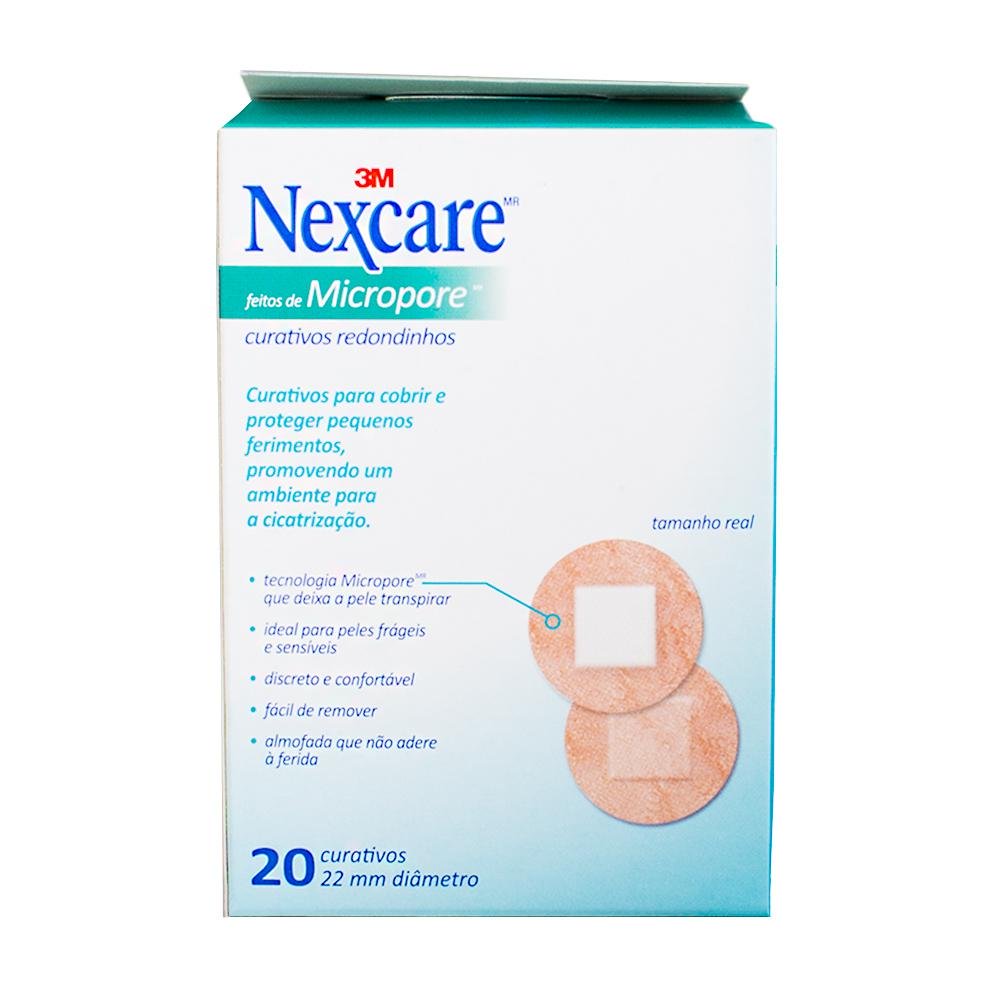 3M
Nexcare MR
feitos de Micropore
curativos redondinhos
Curativos para cobrir e
proteger pequenos
ferimentos,
promovendo um
ambiente para
a cicatrização.
tamanho real
• tecnologia Micropore MR
que deixa a pele transpirar
• ideal para peles frágeis
e sensíveis
• discreto e confortável
• fácil de remover
• almofada que não adere
à ferida
20 curativos
22 mm diâmetro